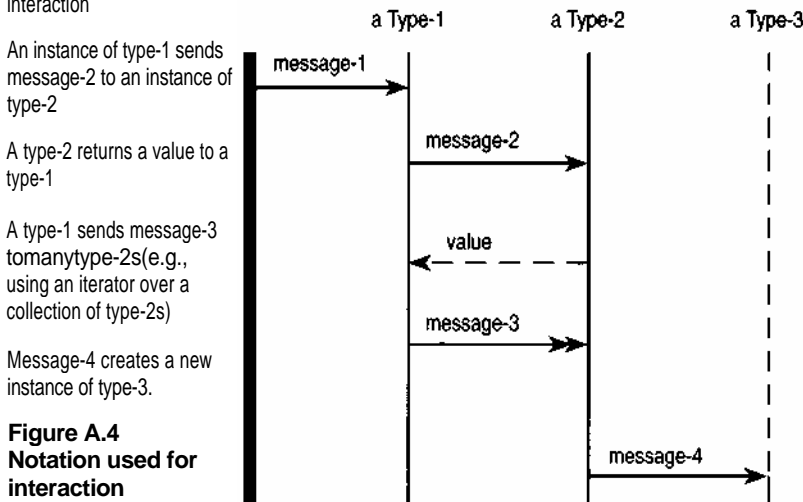 interaction
An instance of type-1 sends
message-2 to an instance of
type-2
A type-2 returns a value to a
type-1
A type-1 sends message-3
tomanytype-2s(e.g.,
using an iterator over a
collection of type-2s)
Message-4 creates a new
instance of type-3.
Figure A.4
Notation used for
interaction
a Type-1
a Type-2
a Type-3
message-1
message-2
value
message-3
message-4